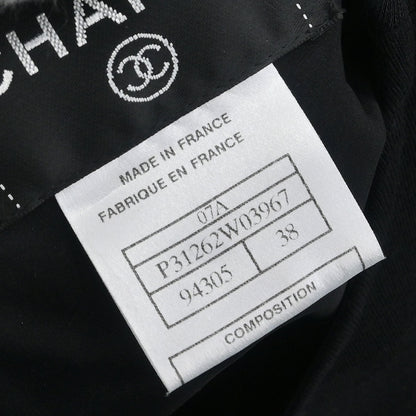 CHA
MADE IN FRANCE
FABRIQUE EN FRANCE
07A
P31262W03967
94305 38
COMPOSITION